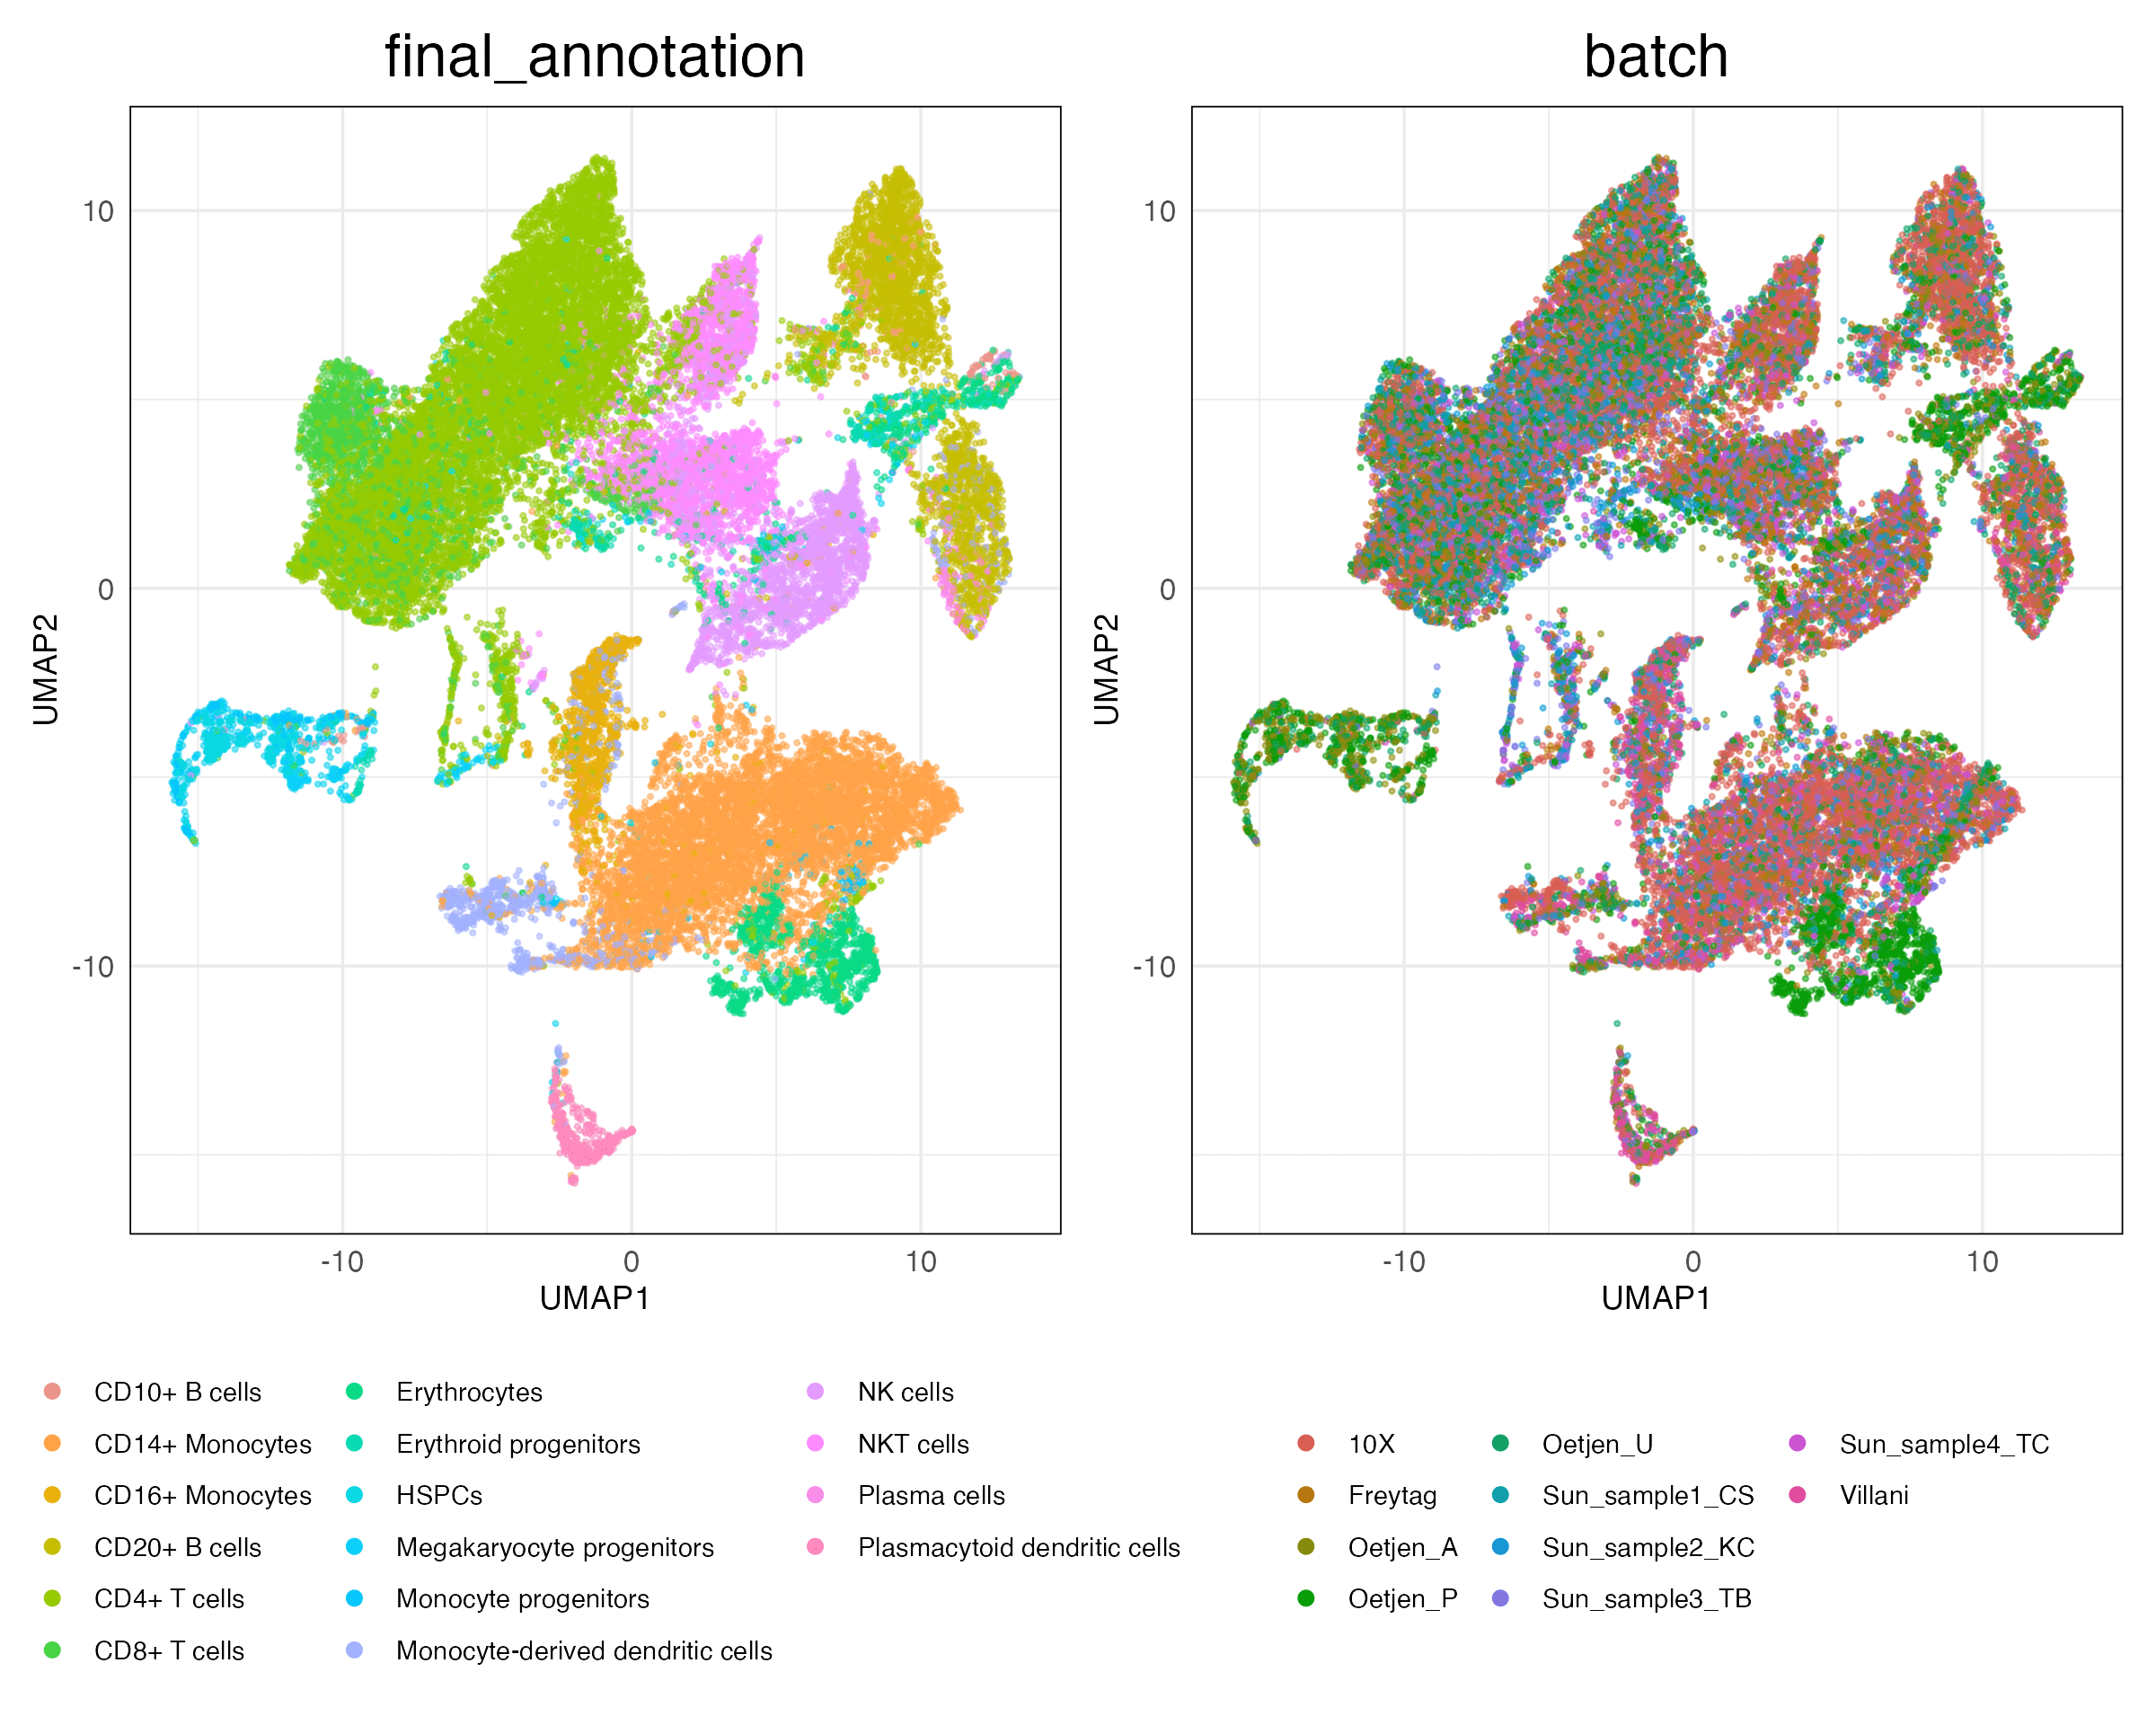 final_annotation
batch
10
0
-10
UMAP2
-10
0
10
UMAP1
10
0
-10
UMAP2
-10
0
10
UMAP1
CD10+ B cells
CD14+ Monocytes
CD16+ Monocytes
CD20+ B cells
CD4+ T cells
CD8+ T cells
Erythrocytes
Erythroid progenitors
HSPCs
Megakaryocyte progenitors
Monocyte progenitors
Monocyte-derived dendritic cells
NK cells
NKT cells
Plasma cells
Plasmacytoid dendritic cells
10X
Freytag
Oetjen_A
Oetjen_P
Oetjen_U
Sun_sample1_CS
Sun_sample2_KC
Sun_sample3_TB
Sun_sample4_TC
Villani